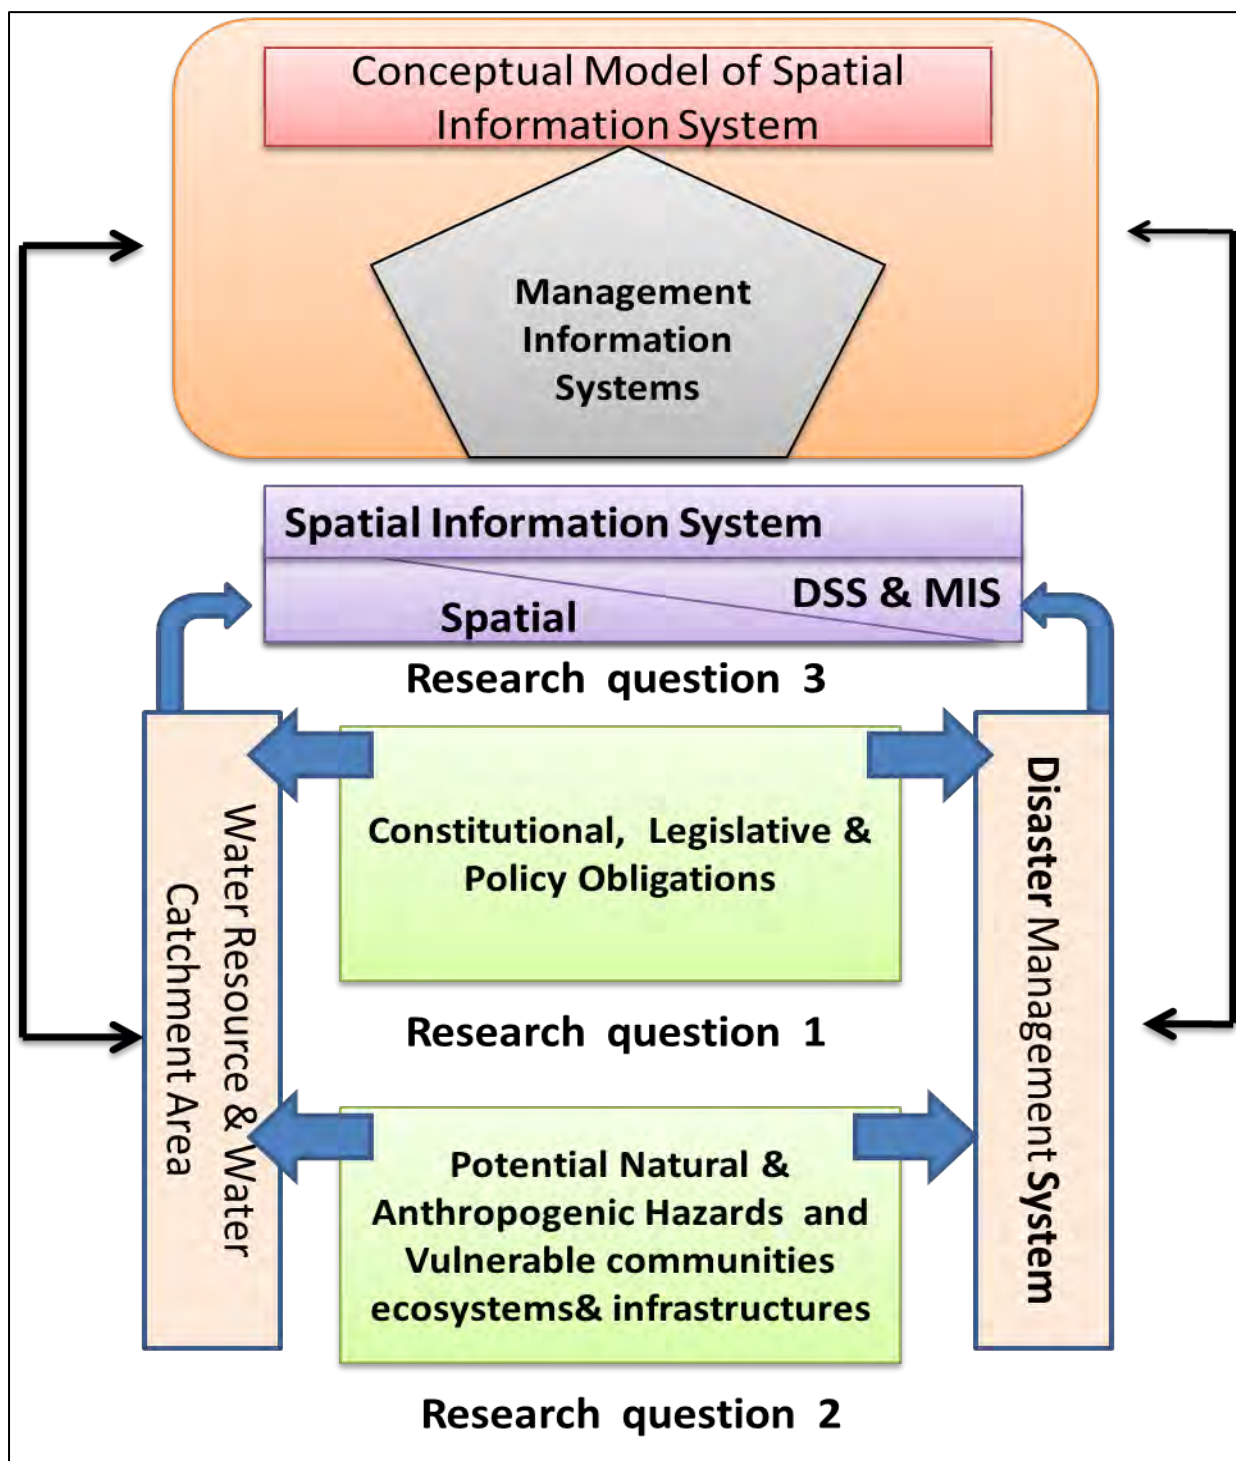 Conceptual Model of Spatial
Information System
Management
Information
Systems
Spatial Information System
DSS & MIS
Spatial
Research question 3
Water Resource & Water
Catchment Area
Constitutional, Legislative &
Policy Obligations
Disaster Management System
Research question 1
Potential Natural &
Anthropogenic Hazards and
Vulnerable communities
ecosystems& infrastructures
Research question 2